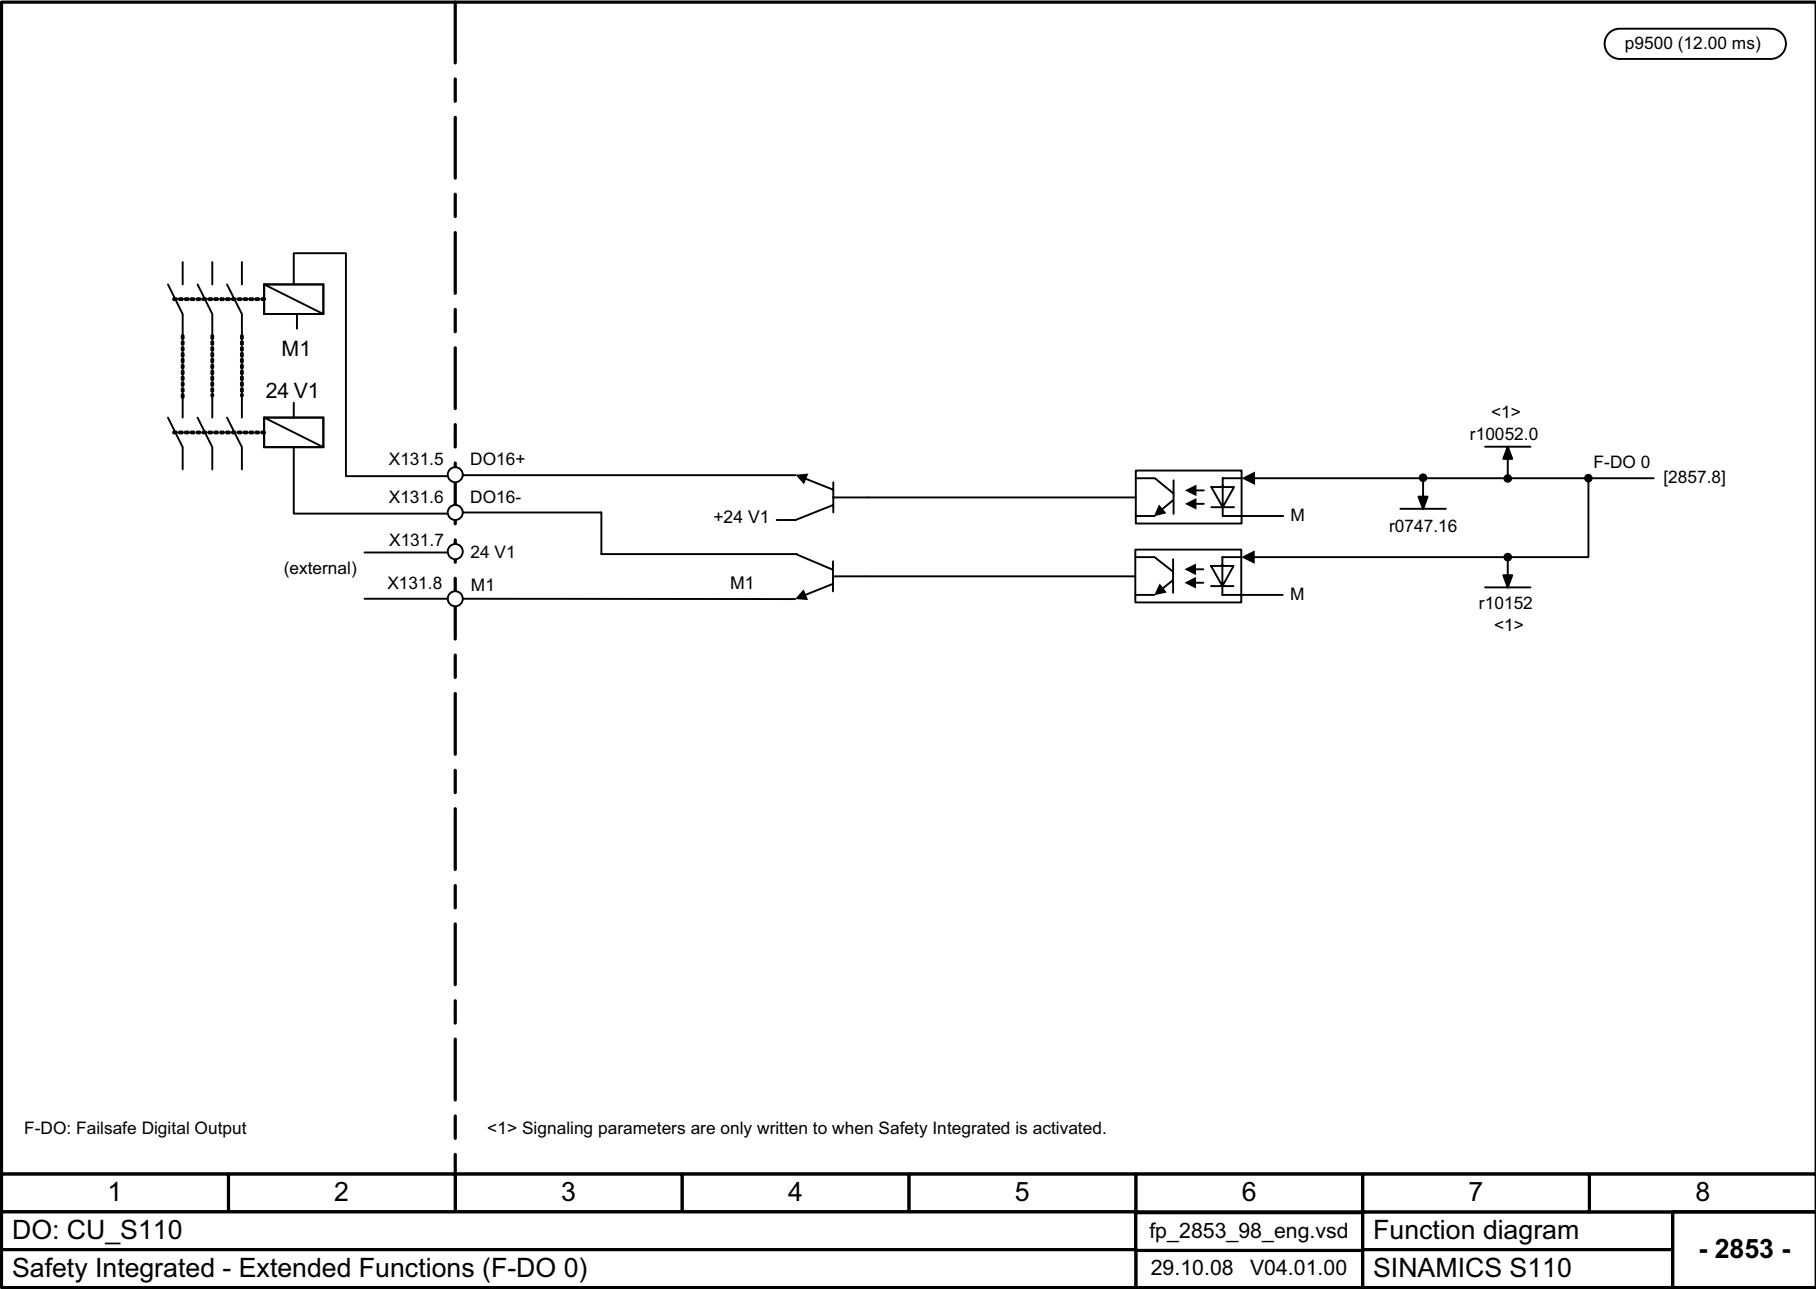 p9500 (12.00 ms)
M1
24 V1
<1>
r10052.0
X131.5
DO16+
F-DO 0
[2857.8]
X131.6
DO16-
+24 V1
M
r0747.16
X131.7
24 V1
(external)
X131.8
M1
M1
M
r10152
<1>
F-DO: Failsafe Digital Output
<1> Signaling parameters are only written to when Safety Integrated is activated.
1 2 3 4 5 6 7 8
DO: CU_S110
fp_2853_98_eng.vsd
Function diagram
- 2853 -
Safety Integrated - Extended Functions (F-DO 0)
29.10.08 V04.01.00
SINAMICS S110